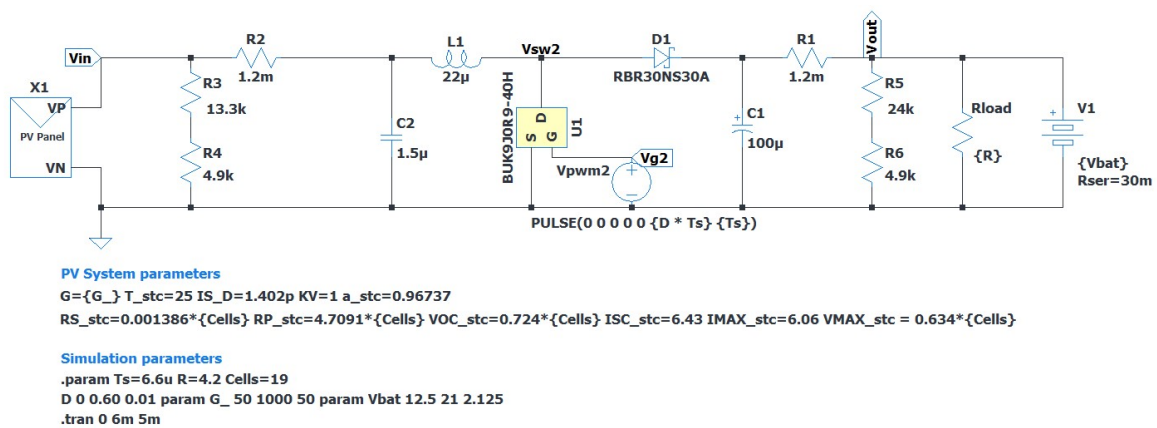 Vin
X1
VP
PV Panel
VN
R3
13.3k
R4
4.9k
R2
1.2m
C2
1.5µ
L1
22µ
Vsw2
BUK9J0R9-40H
S
D
G
U1
Vpwm2
Vg2
PULSE(0 0 0 0 0 {D * Ts} {Ts})
D1
RBR30NS30A
C1
100µ
R1
1.2m
Vout
R5
24k
R6
4.9k
Rload
{R}
V1
{Vbat}
Rser=30m
PV System parameters
G={G_} T_stc=25 IS_D=1.402p KV=1 a_stc=0.96737
RS_stc=0.001386*{Cells} RP_stc=4.7091*{Cells} VOC_stc=0.724*{Cells} ISC_stc=6.43 IMAX_stc=6.06 VMAX_stc = 0.634*{Cells}
Simulation parameters
.param Ts=6.6u R=4.2 Cells=19
D 0 0.60 0.01 param G_ 50 1000 50 param Vbat 12.5 21 2.125
.tran 0 6m 5m